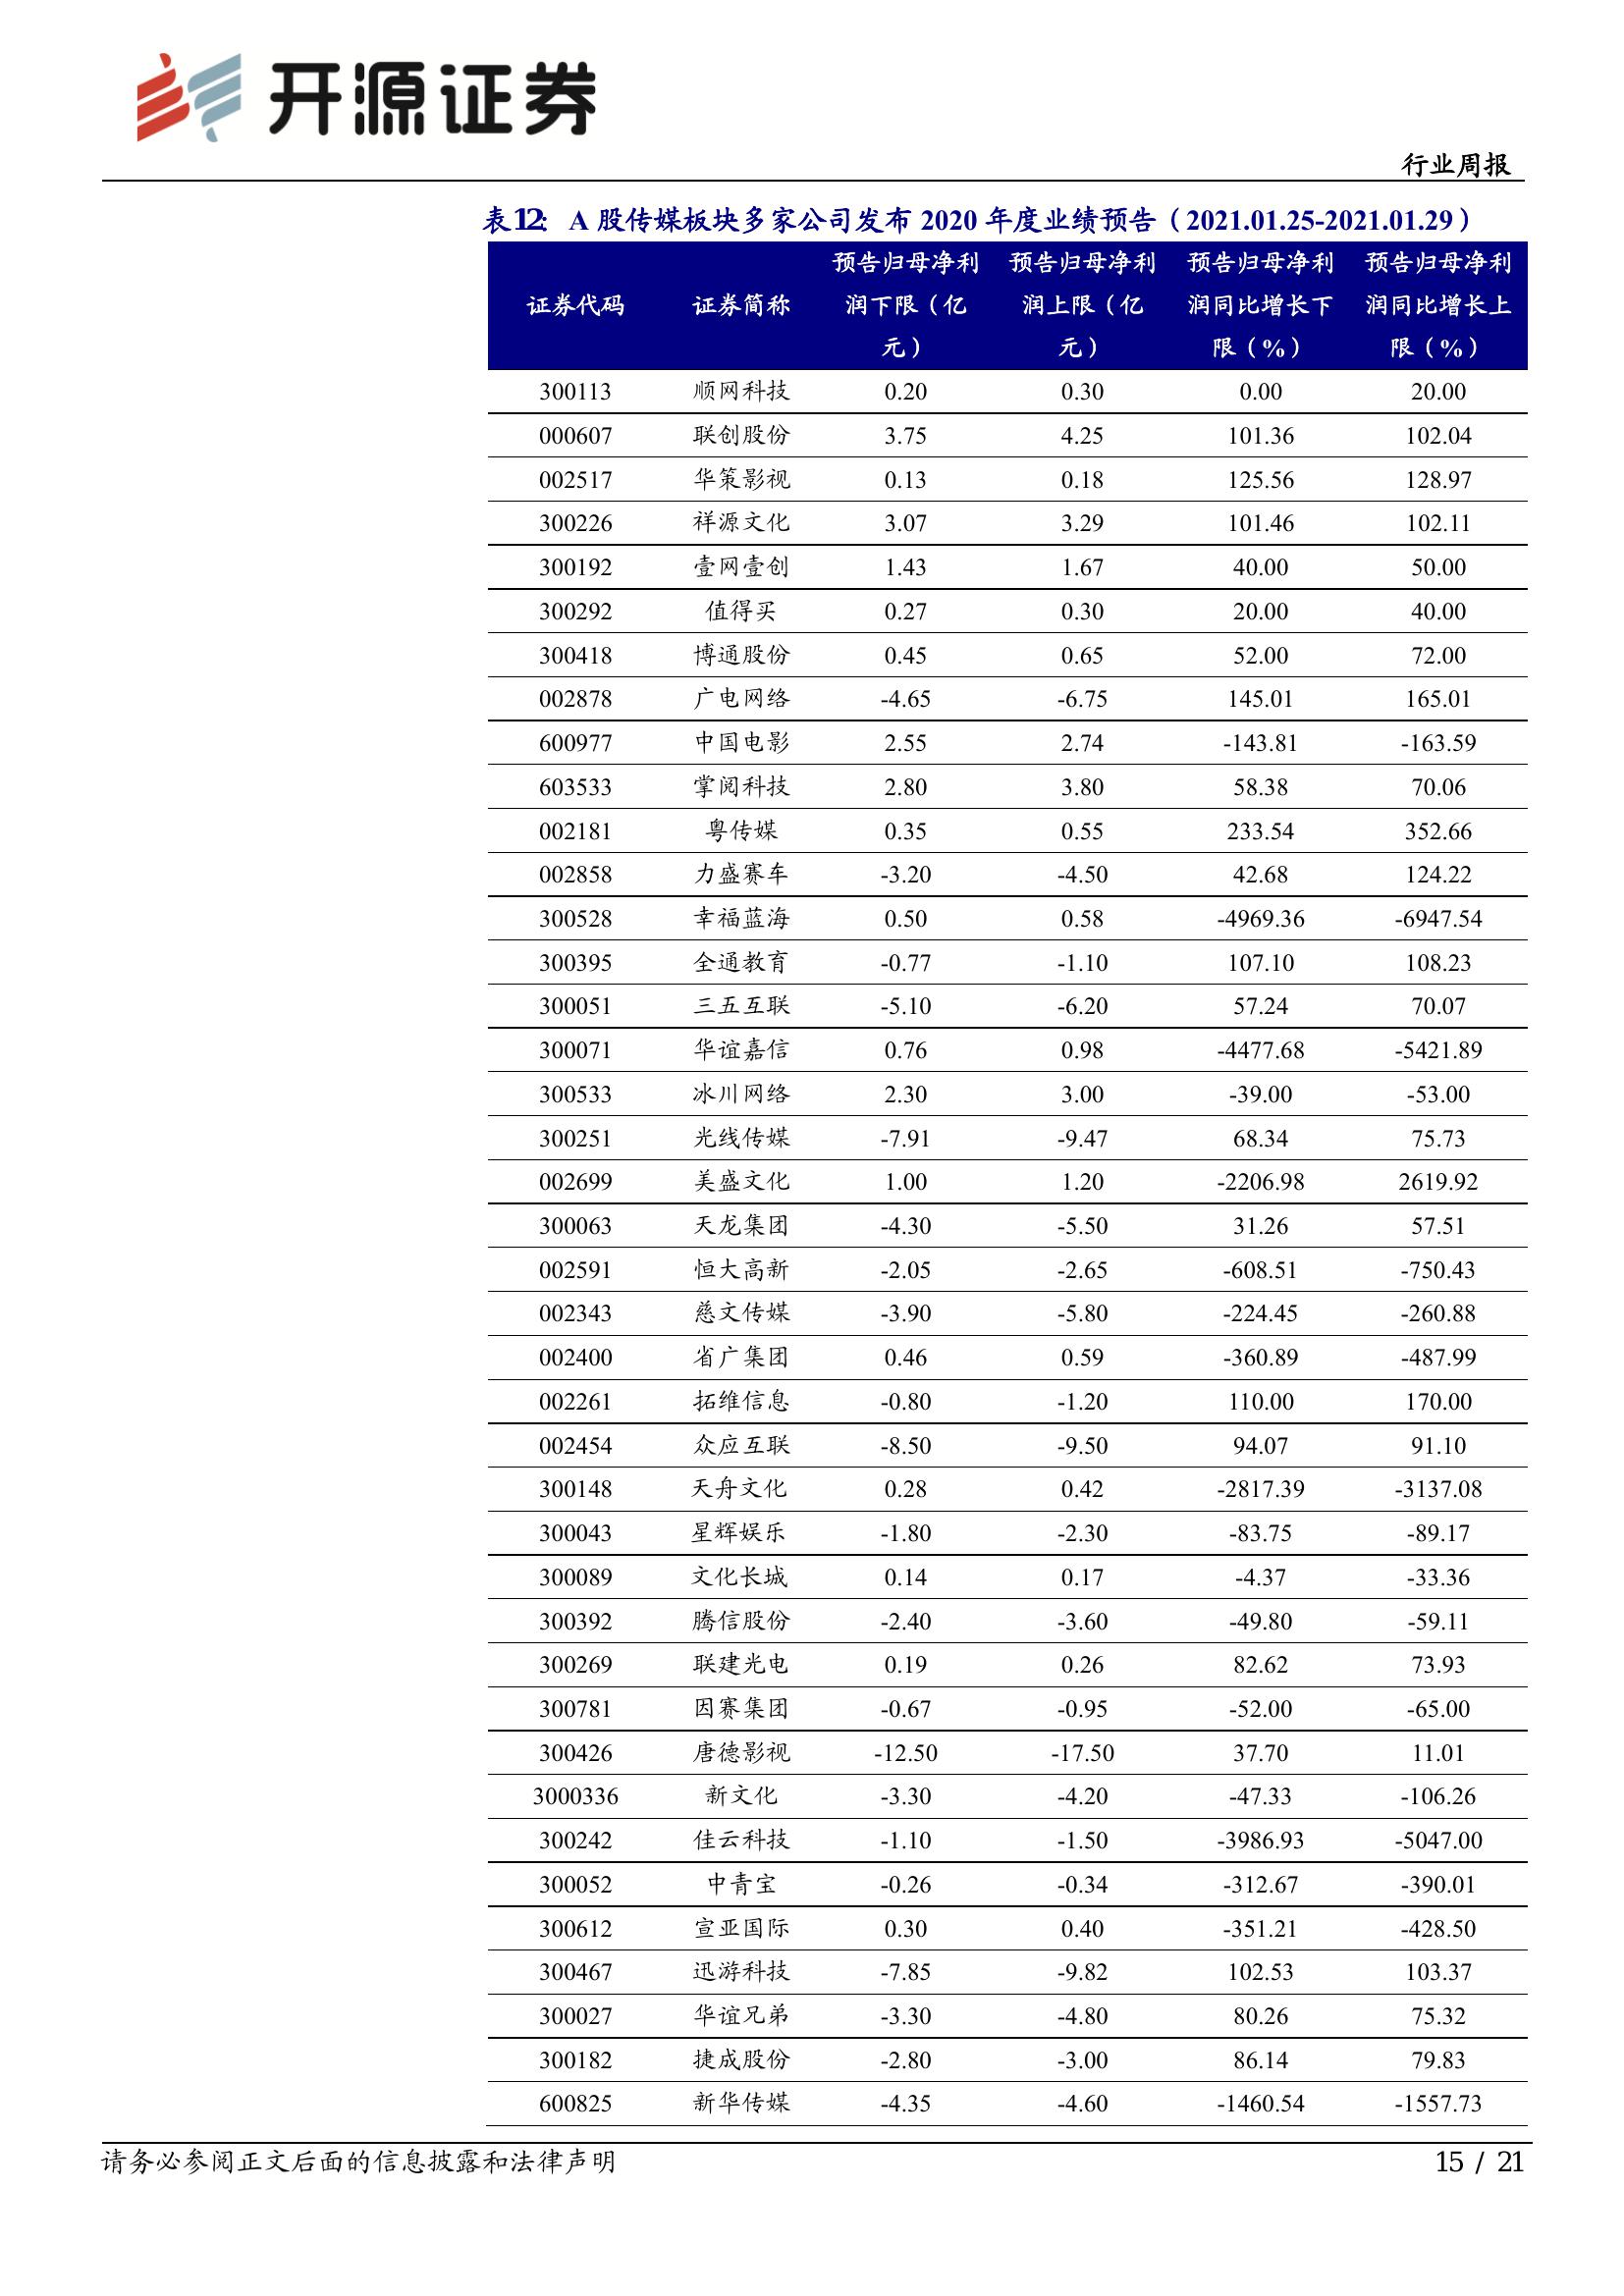 开源证券
行业周报
表12: A 股传媒板块多家公司发布 2020 年度业绩预告（2021.01.25-2021.01.29）
证券代码 证券简称 预告归母净利润下限（亿元） 预告归母净利润上限（亿元） 预告归母净利润同比增长下限（%） 预告归母净利润同比增长上限（%）
300113 顺网科技 0.20 0.30 0.00 20.00
000607 联创股份 3.75 4.25 101.36 102.04
002517 华策影视 0.13 0.18 125.56 128.97
300226 祥源文化 3.07 3.29 101.46 102.11
300192 壹网壹创 1.43 1.67 40.00 50.00
300292 值得买 0.27 0.30 20.00 40.00
300418 博通股份 0.45 0.65 52.00 72.00
002878 广电网络 -4.65 -6.75 145.01 165.01
600977 中国电影 2.55 2.74 -143.81 -163.59
603533 掌阅科技 2.80 3.80 58.38 70.06
002181 粤传媒 0.35 0.55 233.54 352.66
002858 力盛赛车 -3.20 -4.50 42.68 124.22
300528 幸福蓝海 0.50 0.58 -4969.36 -6947.54
300395 全通教育 -0.77 -1.10 107.10 108.23
300051 三五互联 -5.10 -6.20 57.24 70.07
300071 华谊嘉信 0.76 0.98 -4477.68 -5421.89
300533 冰川网络 2.30 3.00 -39.00 -53.00
300251 光线传媒 -7.91 -9.47 68.34 75.73
002699 美盛文化 1.00 1.20 -2206.98 2619.92
300063 天龙集团 -4.30 -5.50 31.26 57.51
002591 恒大高新 -2.05 -2.65 -608.51 -750.43
002343 慈文传媒 -3.90 -5.80 -224.45 -260.88
002400 省广集团 0.46 0.59 -360.89 -487.99
002261 拓维信息 -0.80 -1.20 110.00 170.00
002454 众应互联 -8.50 -9.50 94.07 91.10
300148 天舟文化 0.28 0.42 -2817.39 -3137.08
300043 星辉娱乐 -1.80 -2.30 -83.75 -89.17
300089 文化长城 0.14 0.17 -4.37 -33.36
300392 腾信股份 -2.40 -3.60 -49.80 -59.11
300269 联建光电 0.19 0.26 82.62 73.93
300781 因赛集团 -0.67 -0.95 -52.00 -65.00
300426 唐德影视 -12.50 -17.50 37.70 11.01
3000336 新文化 -3.30 -4.20 -47.33 -106.26
300242 佳云科技 -1.10 -1.50 -3986.93 -5047.00
300052 中青宝 -0.26 -0.34 -312.67 -390.01
300612 宣亚国际 0.30 0.40 -351.21 -428.50
300467 迅游科技 -7.85 -9.82 102.53 103.37
300027 华谊兄弟 -3.30 -4.80 80.26 75.32
300182 捷成股份 -2.80 -3.00 86.14 79.83
600825 新华传媒 -4.35 -4.60 -1460.54 -1557.73
请务必参阅正文后面的信息披露和法律声明 15 / 21